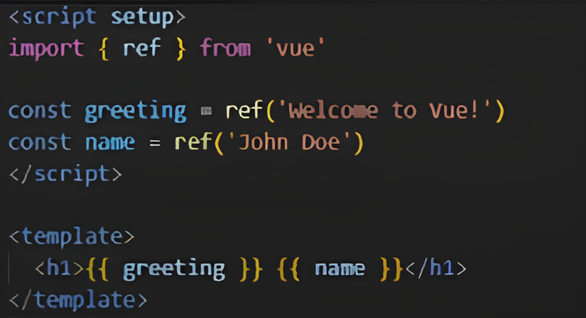 <script setup>
import { ref } from 'vue'

const greeting = ref('Welcome to Vue!')
const name = ref('John Doe')
</script>

<template>
  <h1>{{ greeting }} {{ name }}</h1>
</template>